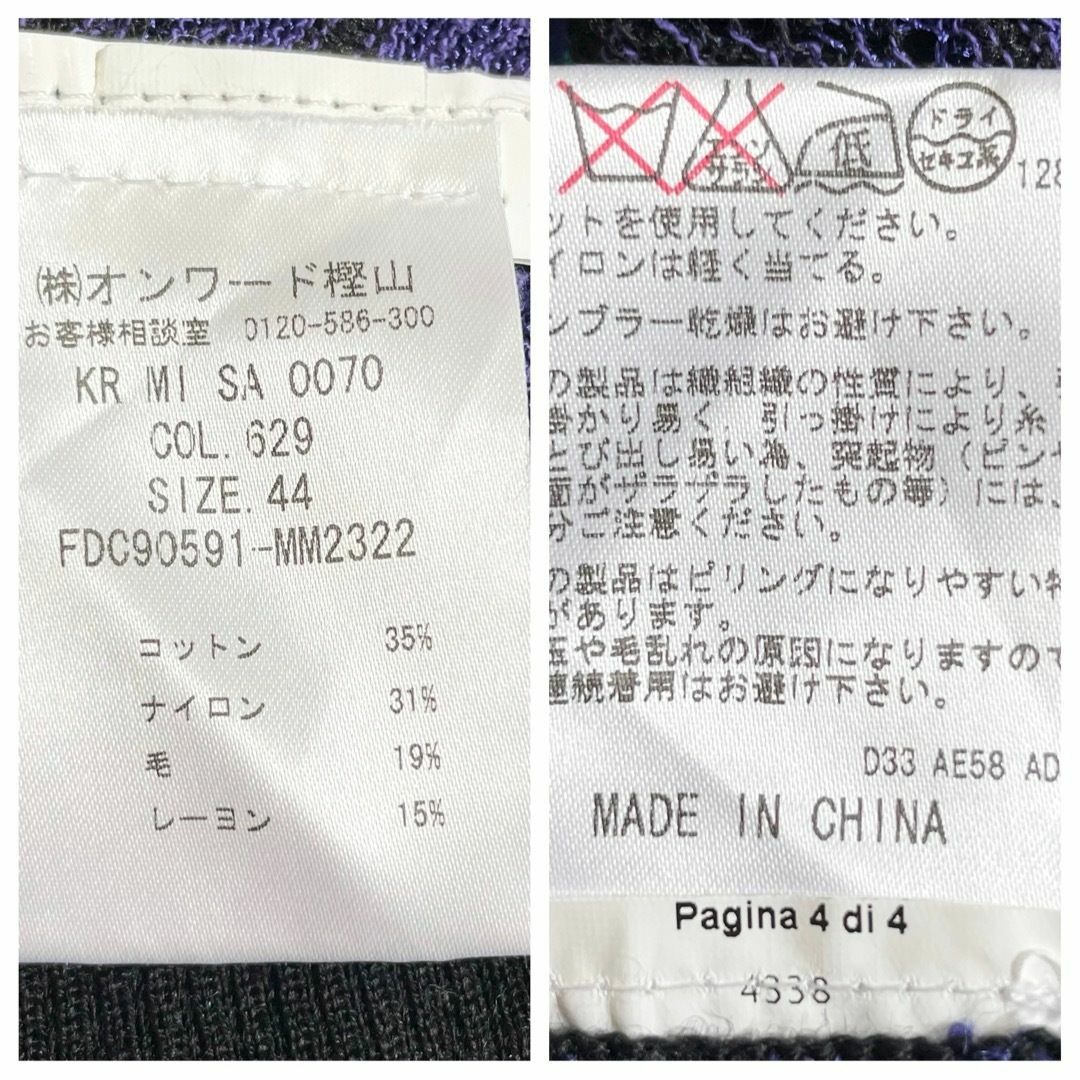 ㈱オンワード樫山
お客様相談室 0120-586-300
KR MI SA 0070
COL.629
SIZE.44
FDC90591-MM2322
コットン 35%
ナイロン 31%
毛 19%
レーヨン 15%
エンソ サラシ
低
ドライ
セキユ系
128
ットを使用してください。
イロンは軽く当てる。
ンブラー乾燥はお避け下さい。
の製品は織組織の性質により、
掛かり易く、引っ掛けにより糸
とび出し易い為、突起物（ピン
面がザラザラしたもの等）には、
分ご注意ください。
の製品はピリングになりやすい特
があります。
玉や毛乱れの原因になりますので
連続着用はお避け下さい。
D33 AE58 AD
MADE IN CHINA
Pagina 4 di 4
4338